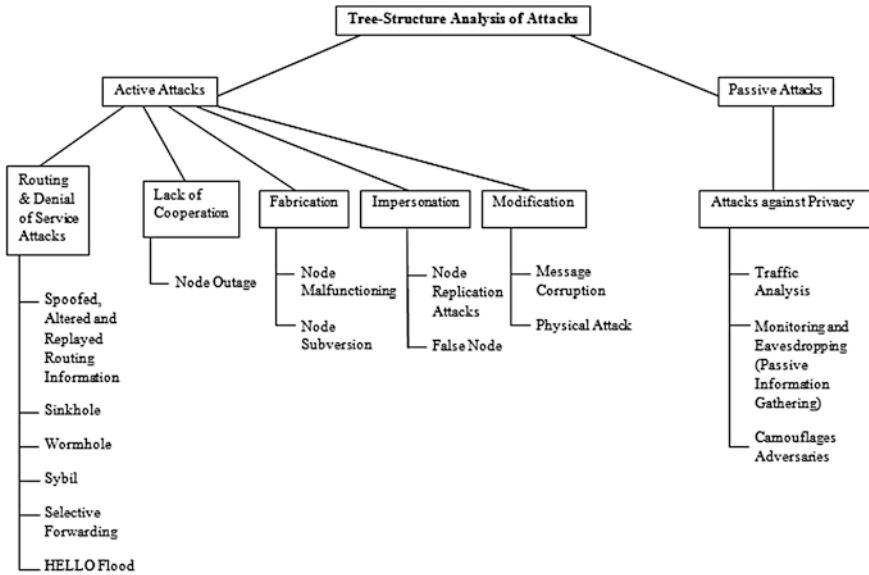 Tree-Structure Analysis of Attacks
Active Attacks
Passive Attacks
Routing
& Denial
of Service
Attacks
Lack of
Cooperation
Fabrication
Impersonation
Modification
Attacks against Privacy
Spoofed,
Altered and
Replayed
Routing
Information
Sinkhole
Wormhole
Sybil
Selective
Forwarding
HELLO Flood
Node Outage
Node
Malfunctioning
Node
Subversion
Node
Replication
Attacks
False Node
Message
Corruption
Physical Attack
Traffic
Analysis
Monitoring and
Eavesdropping
(Passive
Information
Gathering)
Camouflages
Adversaries